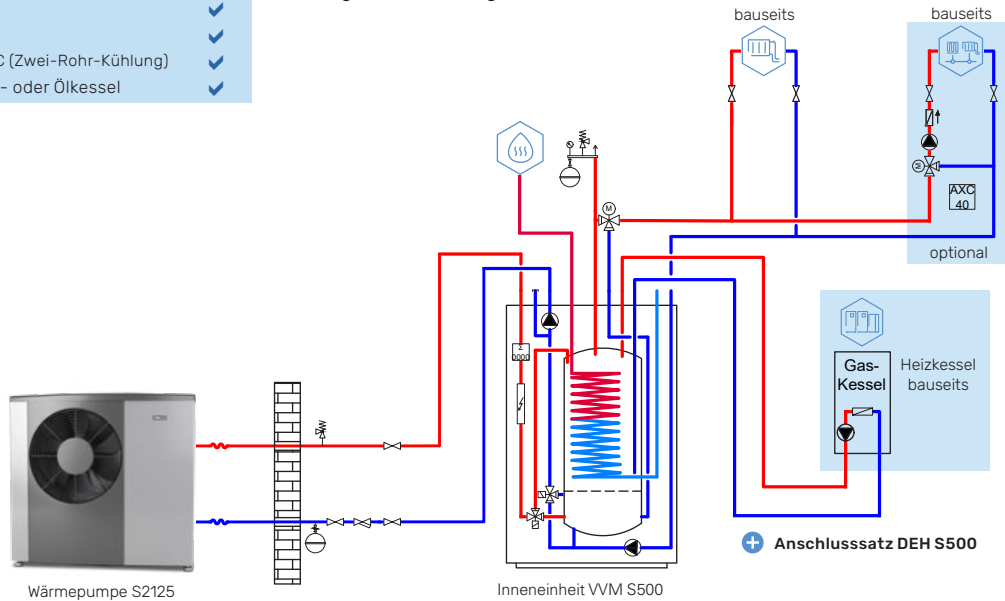 C (Zwei-Rohr-Kühlung)
- oder Ölkessel
bauseits
bauseits
M
M
AXC
40
optional
Σ
0000
Gas-
Kessel
Heizkessel
bauseits
Anschlusssatz DEH S500
Wärmepumpe S2125
Inneneinheit VVM S500